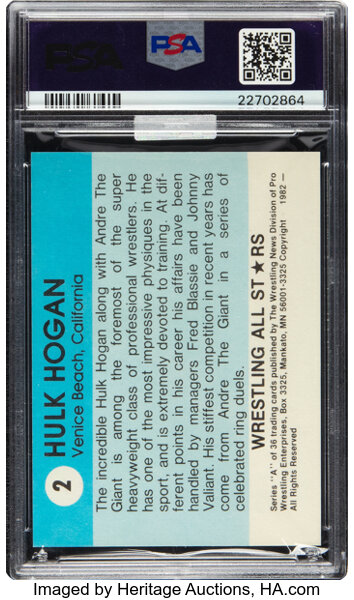 PSA
PSA
22702864
2
HULK HOGAN
Venice Beach, California
The incredible Hulk Hogan along with Andre The
Giant is among the foremost of the super
heavyweight class of professional wrestlers. He
has one of the most impressive physiques in the
sport, and is extremely devoted to training. At dif-
ferent points in his career his affairs have been
handled by managers Fred Blassie and Johnny
Valiant. His stiffest competition in recent years has
come from Andre The Giant in a series of
celebrated ring duels.
WRESTLING ALL ST★RS
Series "A" of 36 trading cards published by The Wrestling News Division of Pro
Wrestling Enterprises, Box 3325, Mankato, MN 56001-3325 Copyright 1982 —
All Rights Reserved
Imaged by Heritage Auctions, HA.com